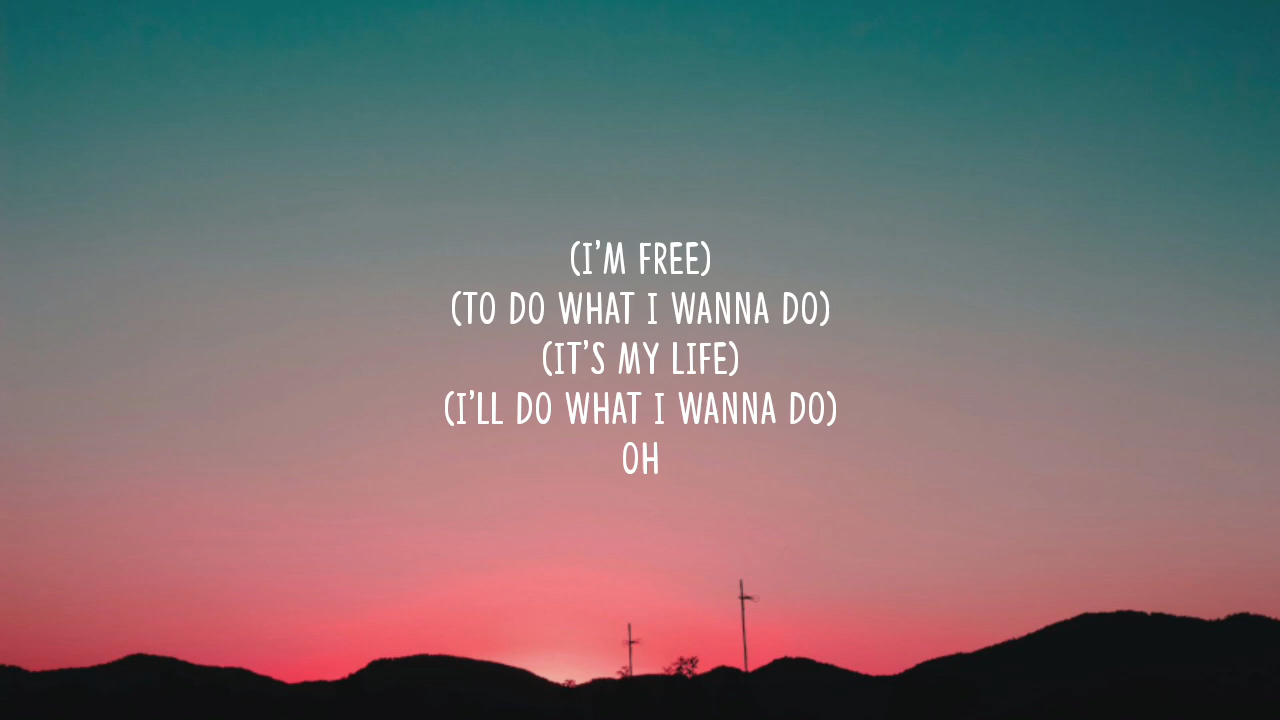 (I'M FREE)
(TO DO WHAT I WANNA DO)
(IT'S MY LIFE)
(I'LL DO WHAT I WANNA DO)
OH